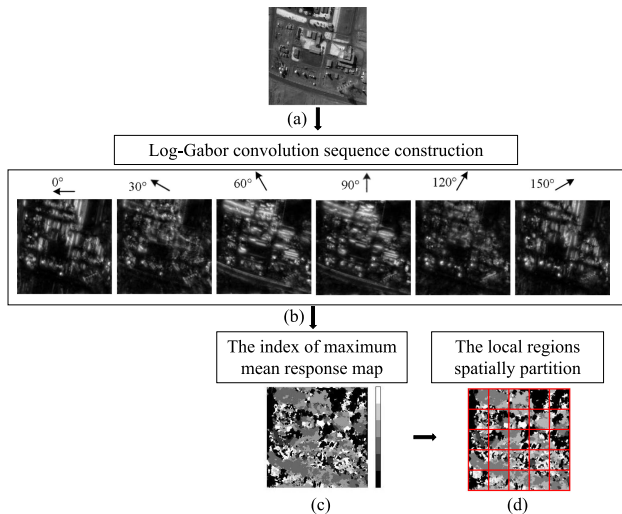 (a)
Log-Gabor convolution sequence construction
0° 30° 60° 90° 120° 150°
(b)
The index of maximum
mean response map
The local regions
spatially partition
(c) (d)